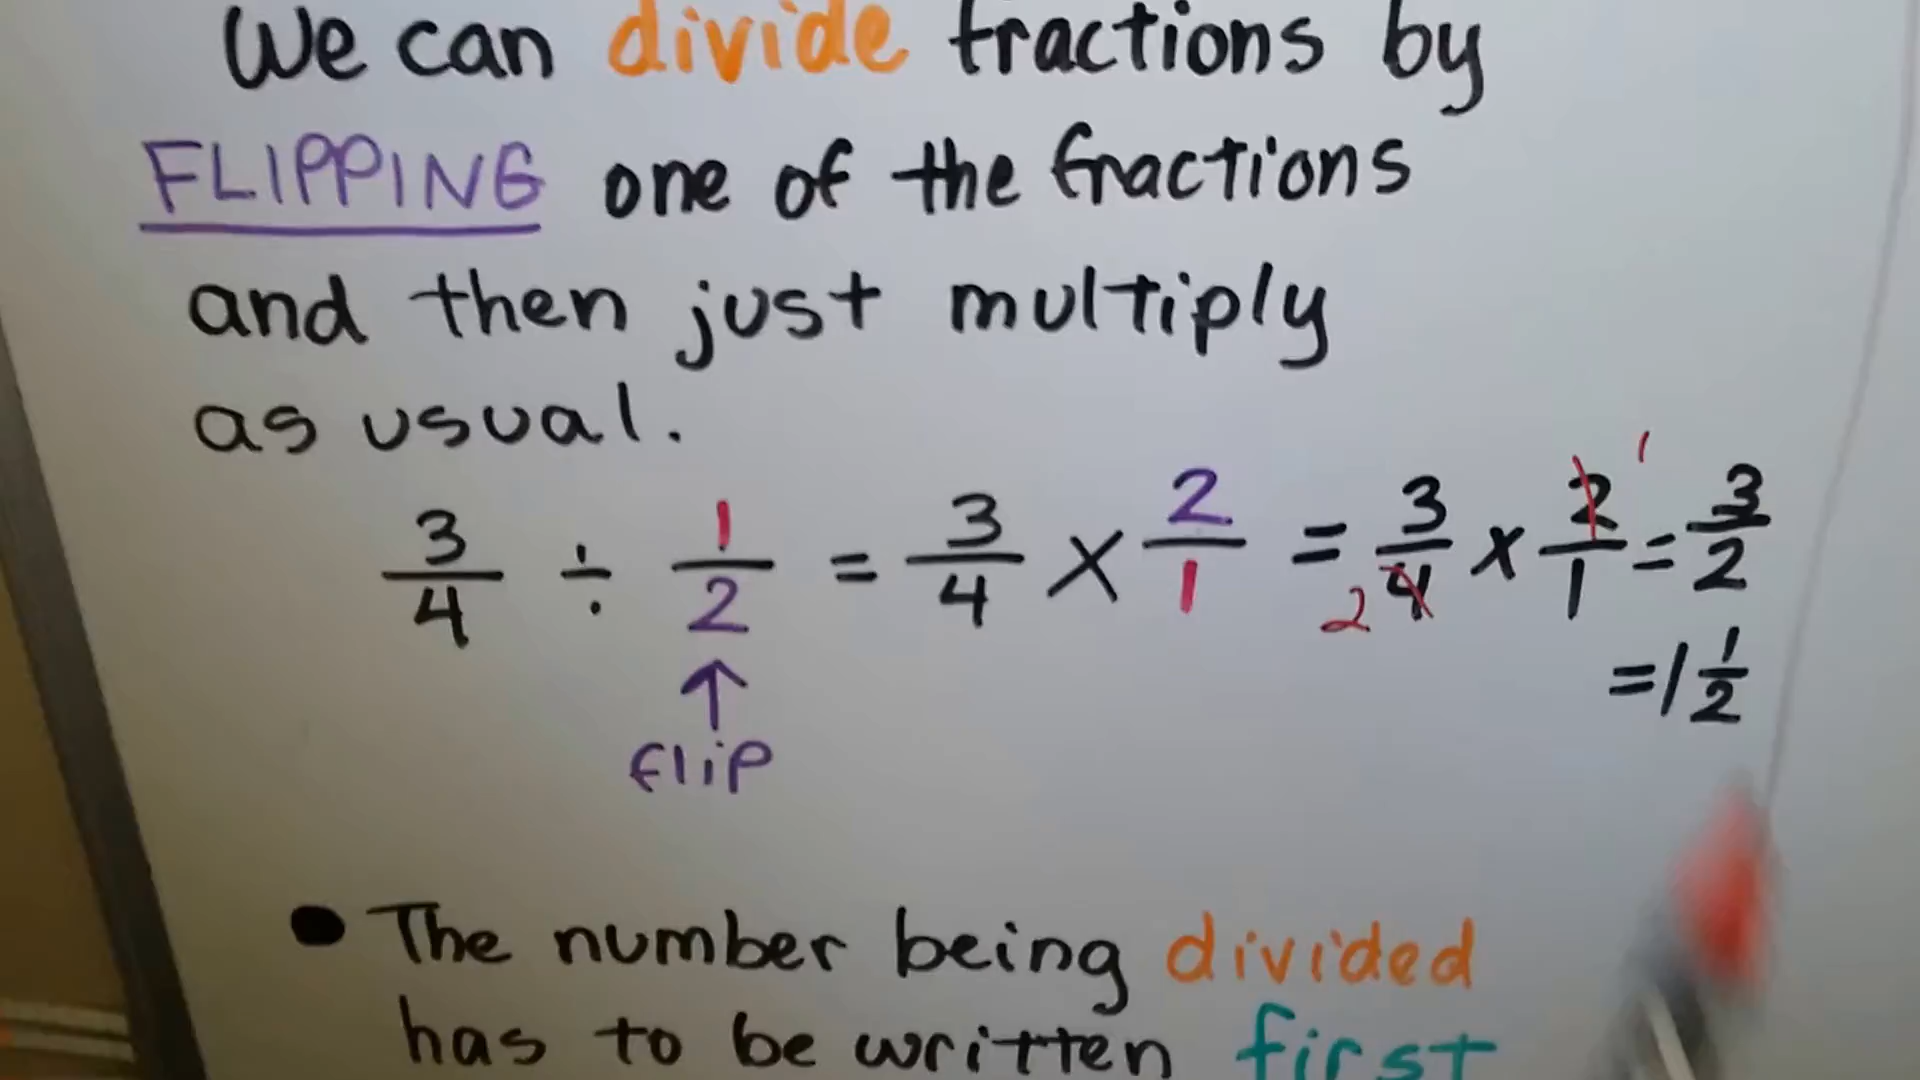 We can divide fractions by
FLIPPING one of the fractions
and then just multiply
as usual.
3/4 ÷ 1/2 = 3/4 × 2/1 = 3/4 2 × 2/1 1 = 3/2
= 1 1/2
↑
flip
• The number being divided
has to be written first